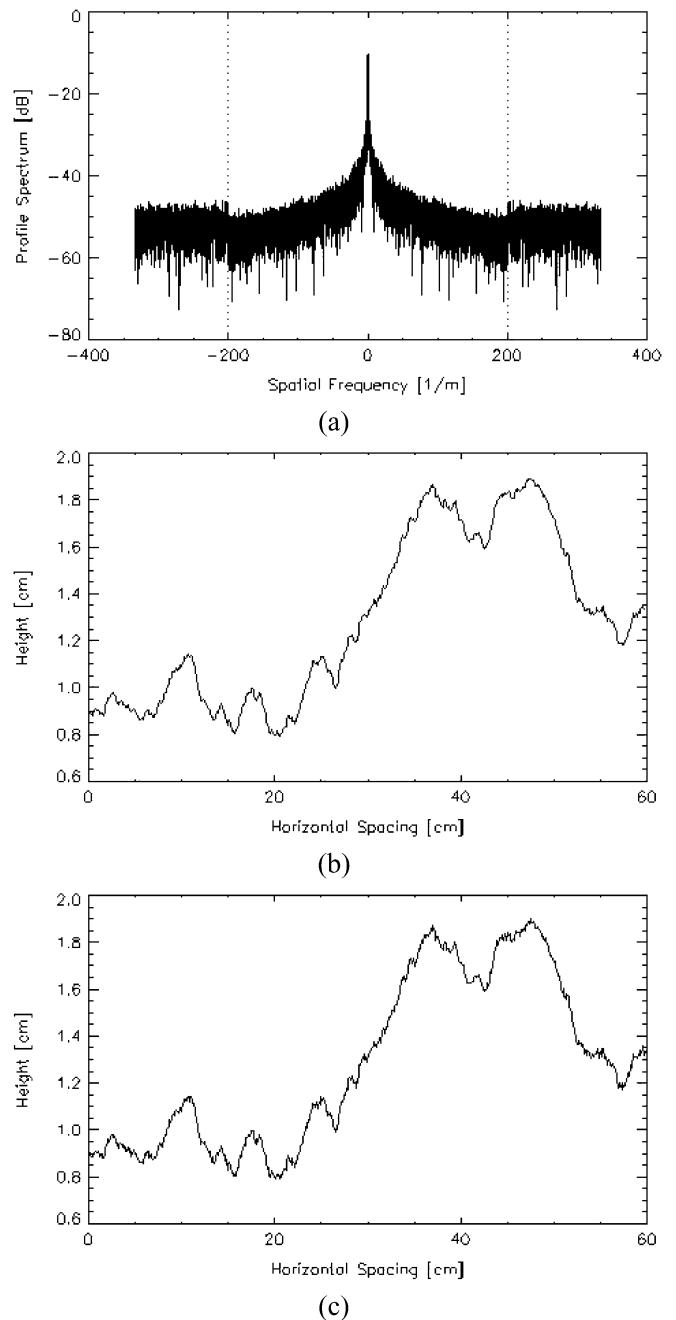 0
−20
−40
−60
−80
Profile Spectrum [dB]
−400 −200 0 200 400
Spatial Frequency [1/m]
(a)
2.0
1.8
1.6
1.4
1.2
1.0
0.8
0.6
Height [cm]
0 20 40 60
Horizontal Spacing [cm]
(b)
2.0
1.8
1.6
1.4
1.2
1.0
0.8
0.6
Height [cm]
0 20 40 60
Horizontal Spacing [cm]
(c)